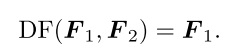 DF(𝑭₁, 𝑭₂) = 𝑭₁.